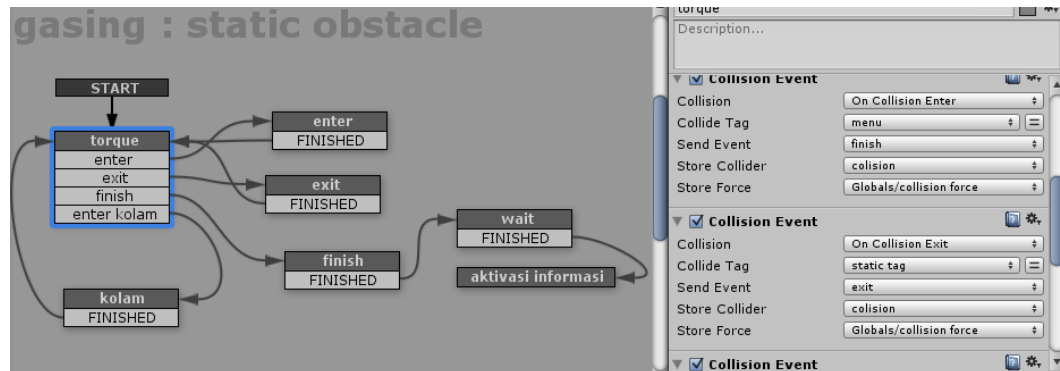 gasing : static obstacle
START
torque
enter
exit
finish
enter kolam
enter
FINISHED
exit
FINISHED
finish
FINISHED
wait
FINISHED
aktivasi informasi
kolam
FINISHED
torque
Description...
Collision Event
Collision On Collision Enter
Collide Tag menu
Send Event finish
Store Collider colision
Store Force Globals/collision force
Collision Event
Collision On Collision Exit
Collide Tag static tag
Send Event exit
Store Collider colision
Store Force Globals/collision force
Collision Event